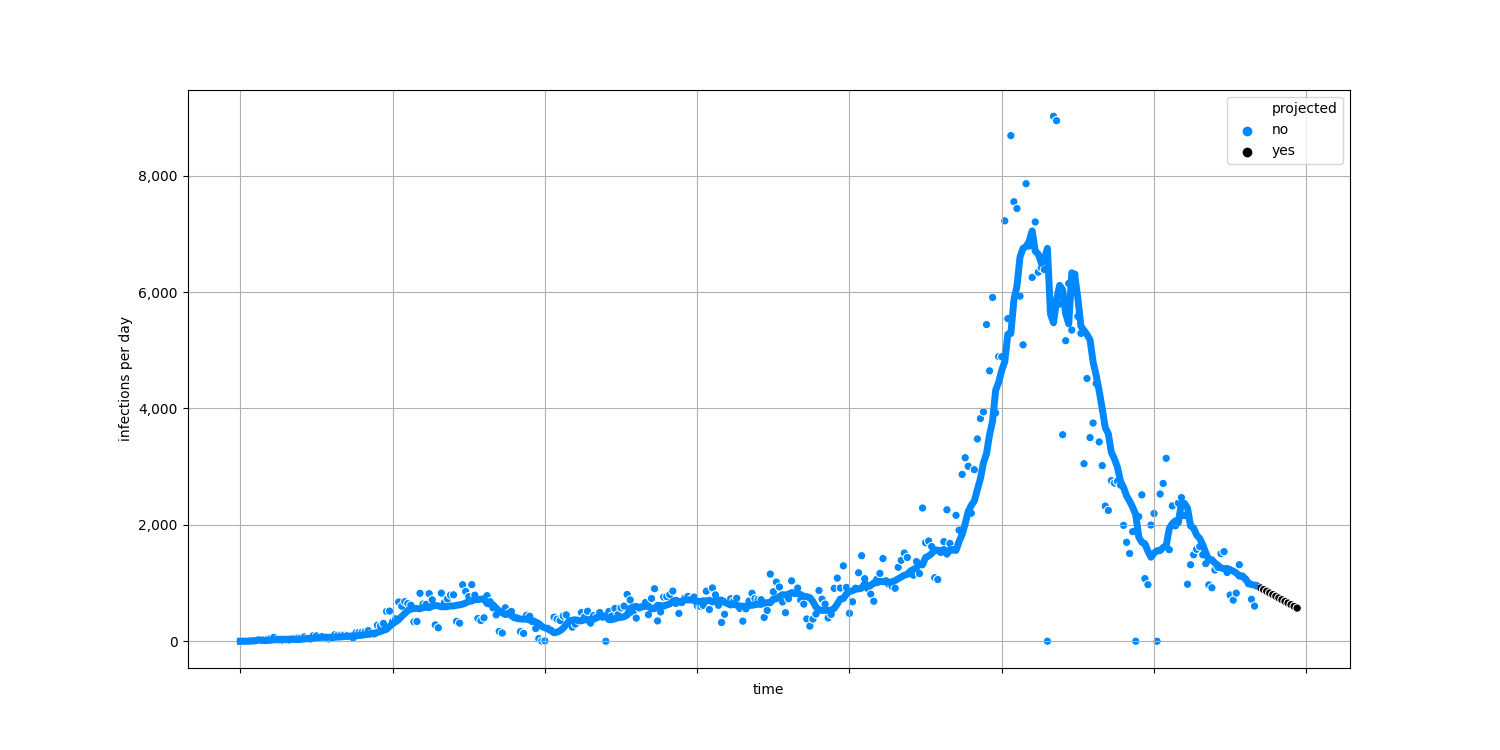 projected
no
yes
8,000
6,000
4,000
2,000
0
infections per day
time